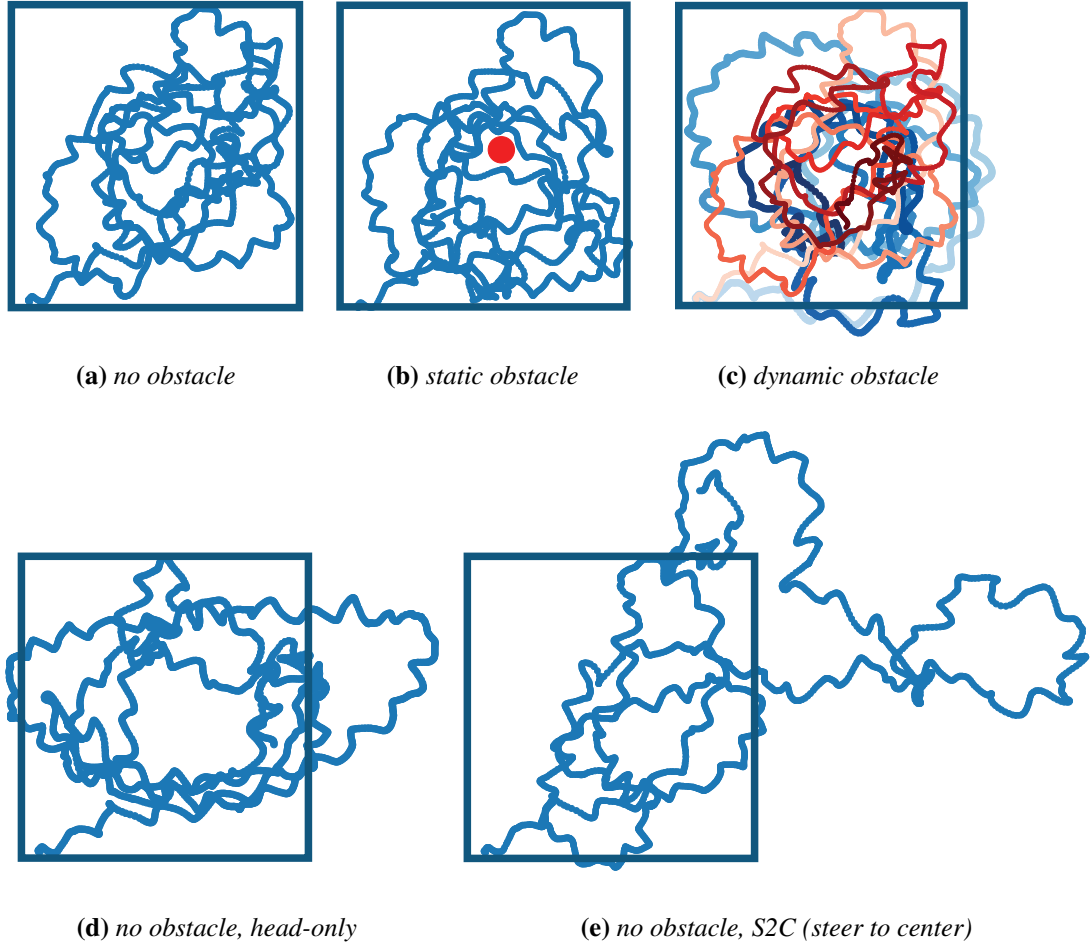 (a) no obstacle
(b) static obstacle
(c) dynamic obstacle
(d) no obstacle, head-only
(e) no obstacle, S2C (steer to center)